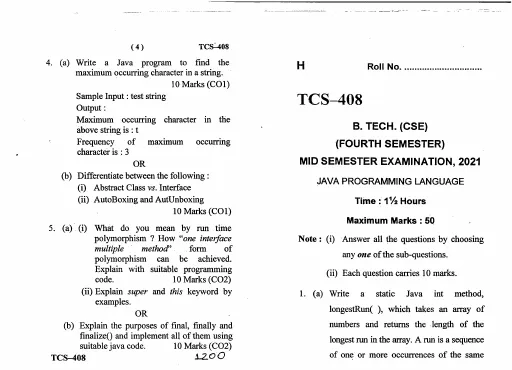 ( 4 ) TCS–408
4. (a) Write a Java program to find the
maximum occurring character in a string.
10 Marks (CO1)
Sample Input : test string
Output :
Maximum occurring character in the
above string is : t
Frequency of maximum occurring
character is : 3
OR
(b) Differentiate between the following :
(i) Abstract Class vs. Interface
(ii) AutoBoxing and AutUnboxing
10 Marks (CO1)
5. (a) (i) What do you mean by run time
polymorphism ? How "one interface
multiple method" form of
polymorphism can be achieved.
Explain with suitable programming
code. 10 Marks (CO2)
(ii) Explain super and this keyword by
examples.
OR
(b) Explain the purposes of final, finally and
finalize() and implement all of them using
suitable java code. 10 Marks (CO2)
TCS–408 1200
H Roll No. ................................
TCS–408
B. TECH. (CSE)
(FOURTH SEMESTER)
MID SEMESTER EXAMINATION, 2021
JAVA PROGRAMMING LANGUAGE
Time : 1½ Hours
Maximum Marks : 50
Note : (i) Answer all the questions by choosing
any one of the sub-questions.
(ii) Each question carries 10 marks.
1. (a) Write a static Java int method,
longestRun( ), which takes an array of
numbers and returns the length of the
longest run in the array. A run is a sequence
of one or more occurrences of the same